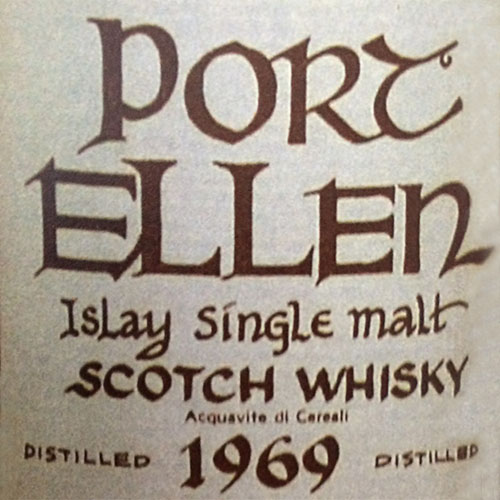 PORT
ELLEN
Islay single malt
SCOTCH WHISKY
Acquavite di Cereali
DISTILLED 1969 DISTILLED